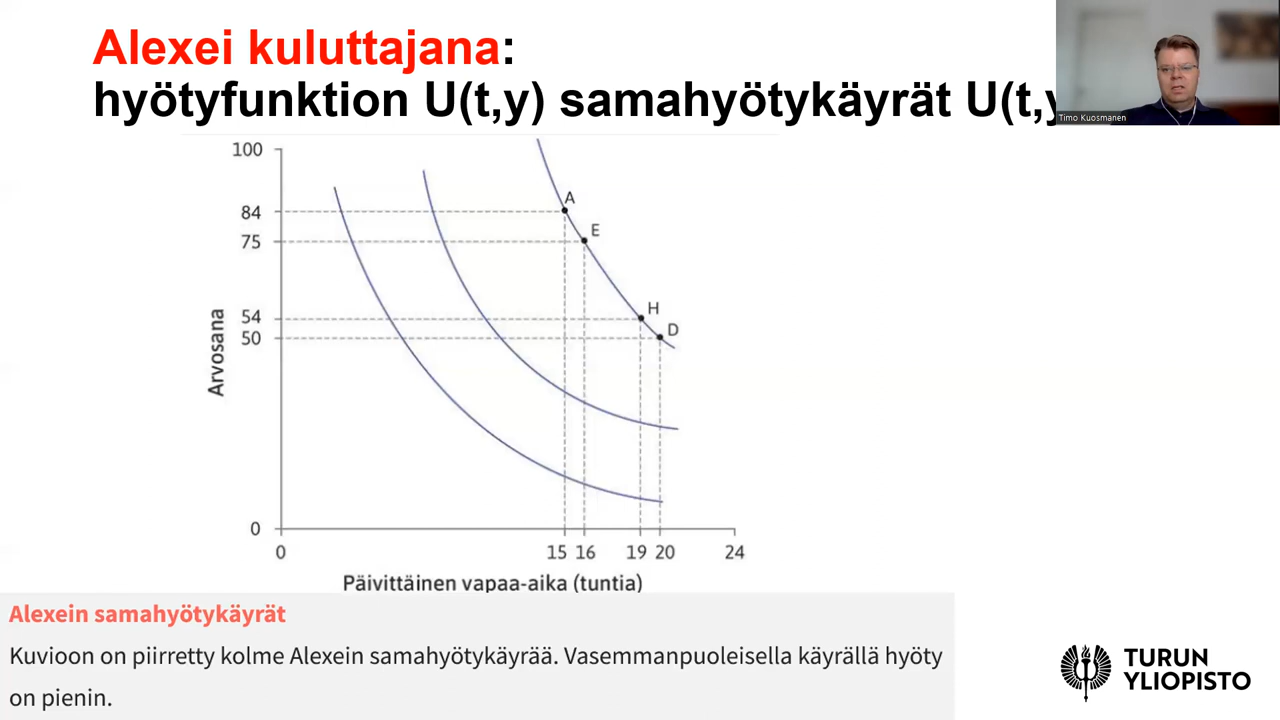 Alexei kuluttajana:
hyötyfunktion U(t,y) samahyötykäyrät U(t,y
Timo Kuosmanen
100
84
75
54
50
0
A
E
H
D
Arvosana
0
15 16 19 20 24
Päivittäinen vapaa-aika (tuntia)
Alexein samahyötykäyrät
Kuvioon on piirretty kolme Alexein samahyötykäyrää. Vasemmanpuoleisella käyrällä hyöty
on pienin.
TURUN
YLIOPISTO